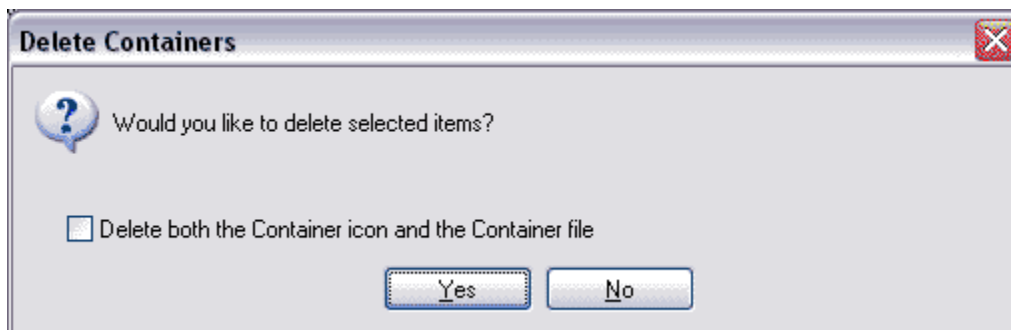 Delete Containers
Would you like to delete selected items?
Delete both the Container icon and the Container file
Yes No